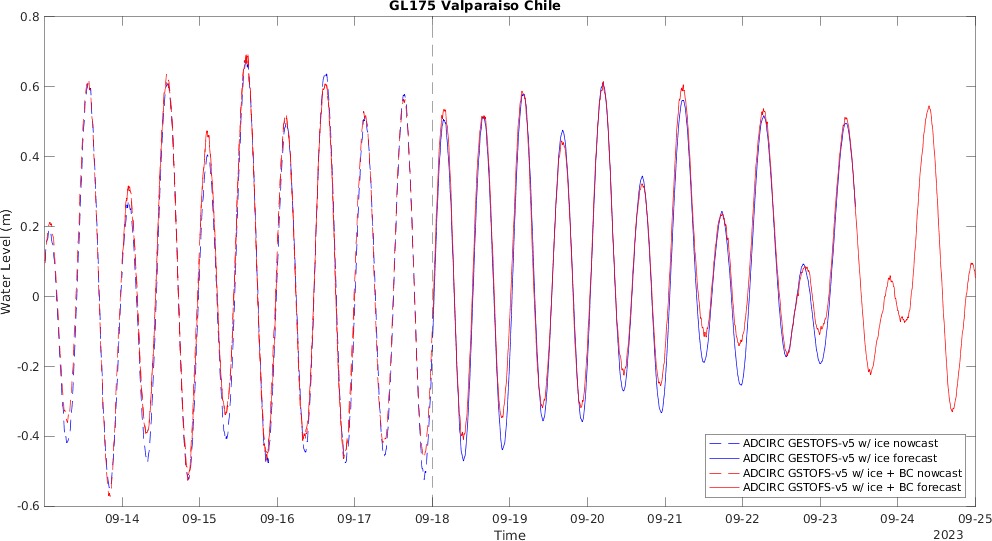 GL175 Valparaiso Chile
0.8
0.6
0.4
0.2
0
-0.2
-0.4
-0.6
Water Level (m)
ADCIRC GESTOFS-v5 w/ ice nowcast
ADCIRC GESTOFS-v5 w/ ice forecast
ADCIRC GSTOFS-v5 w/ ice + BC nowcast
ADCIRC GSTOFS-v5 w/ ice + BC forecast
09-14 09-15 09-16 09-17 09-18 09-19 09-20 09-21 09-22 09-23 09-24 09-25
Time
2023